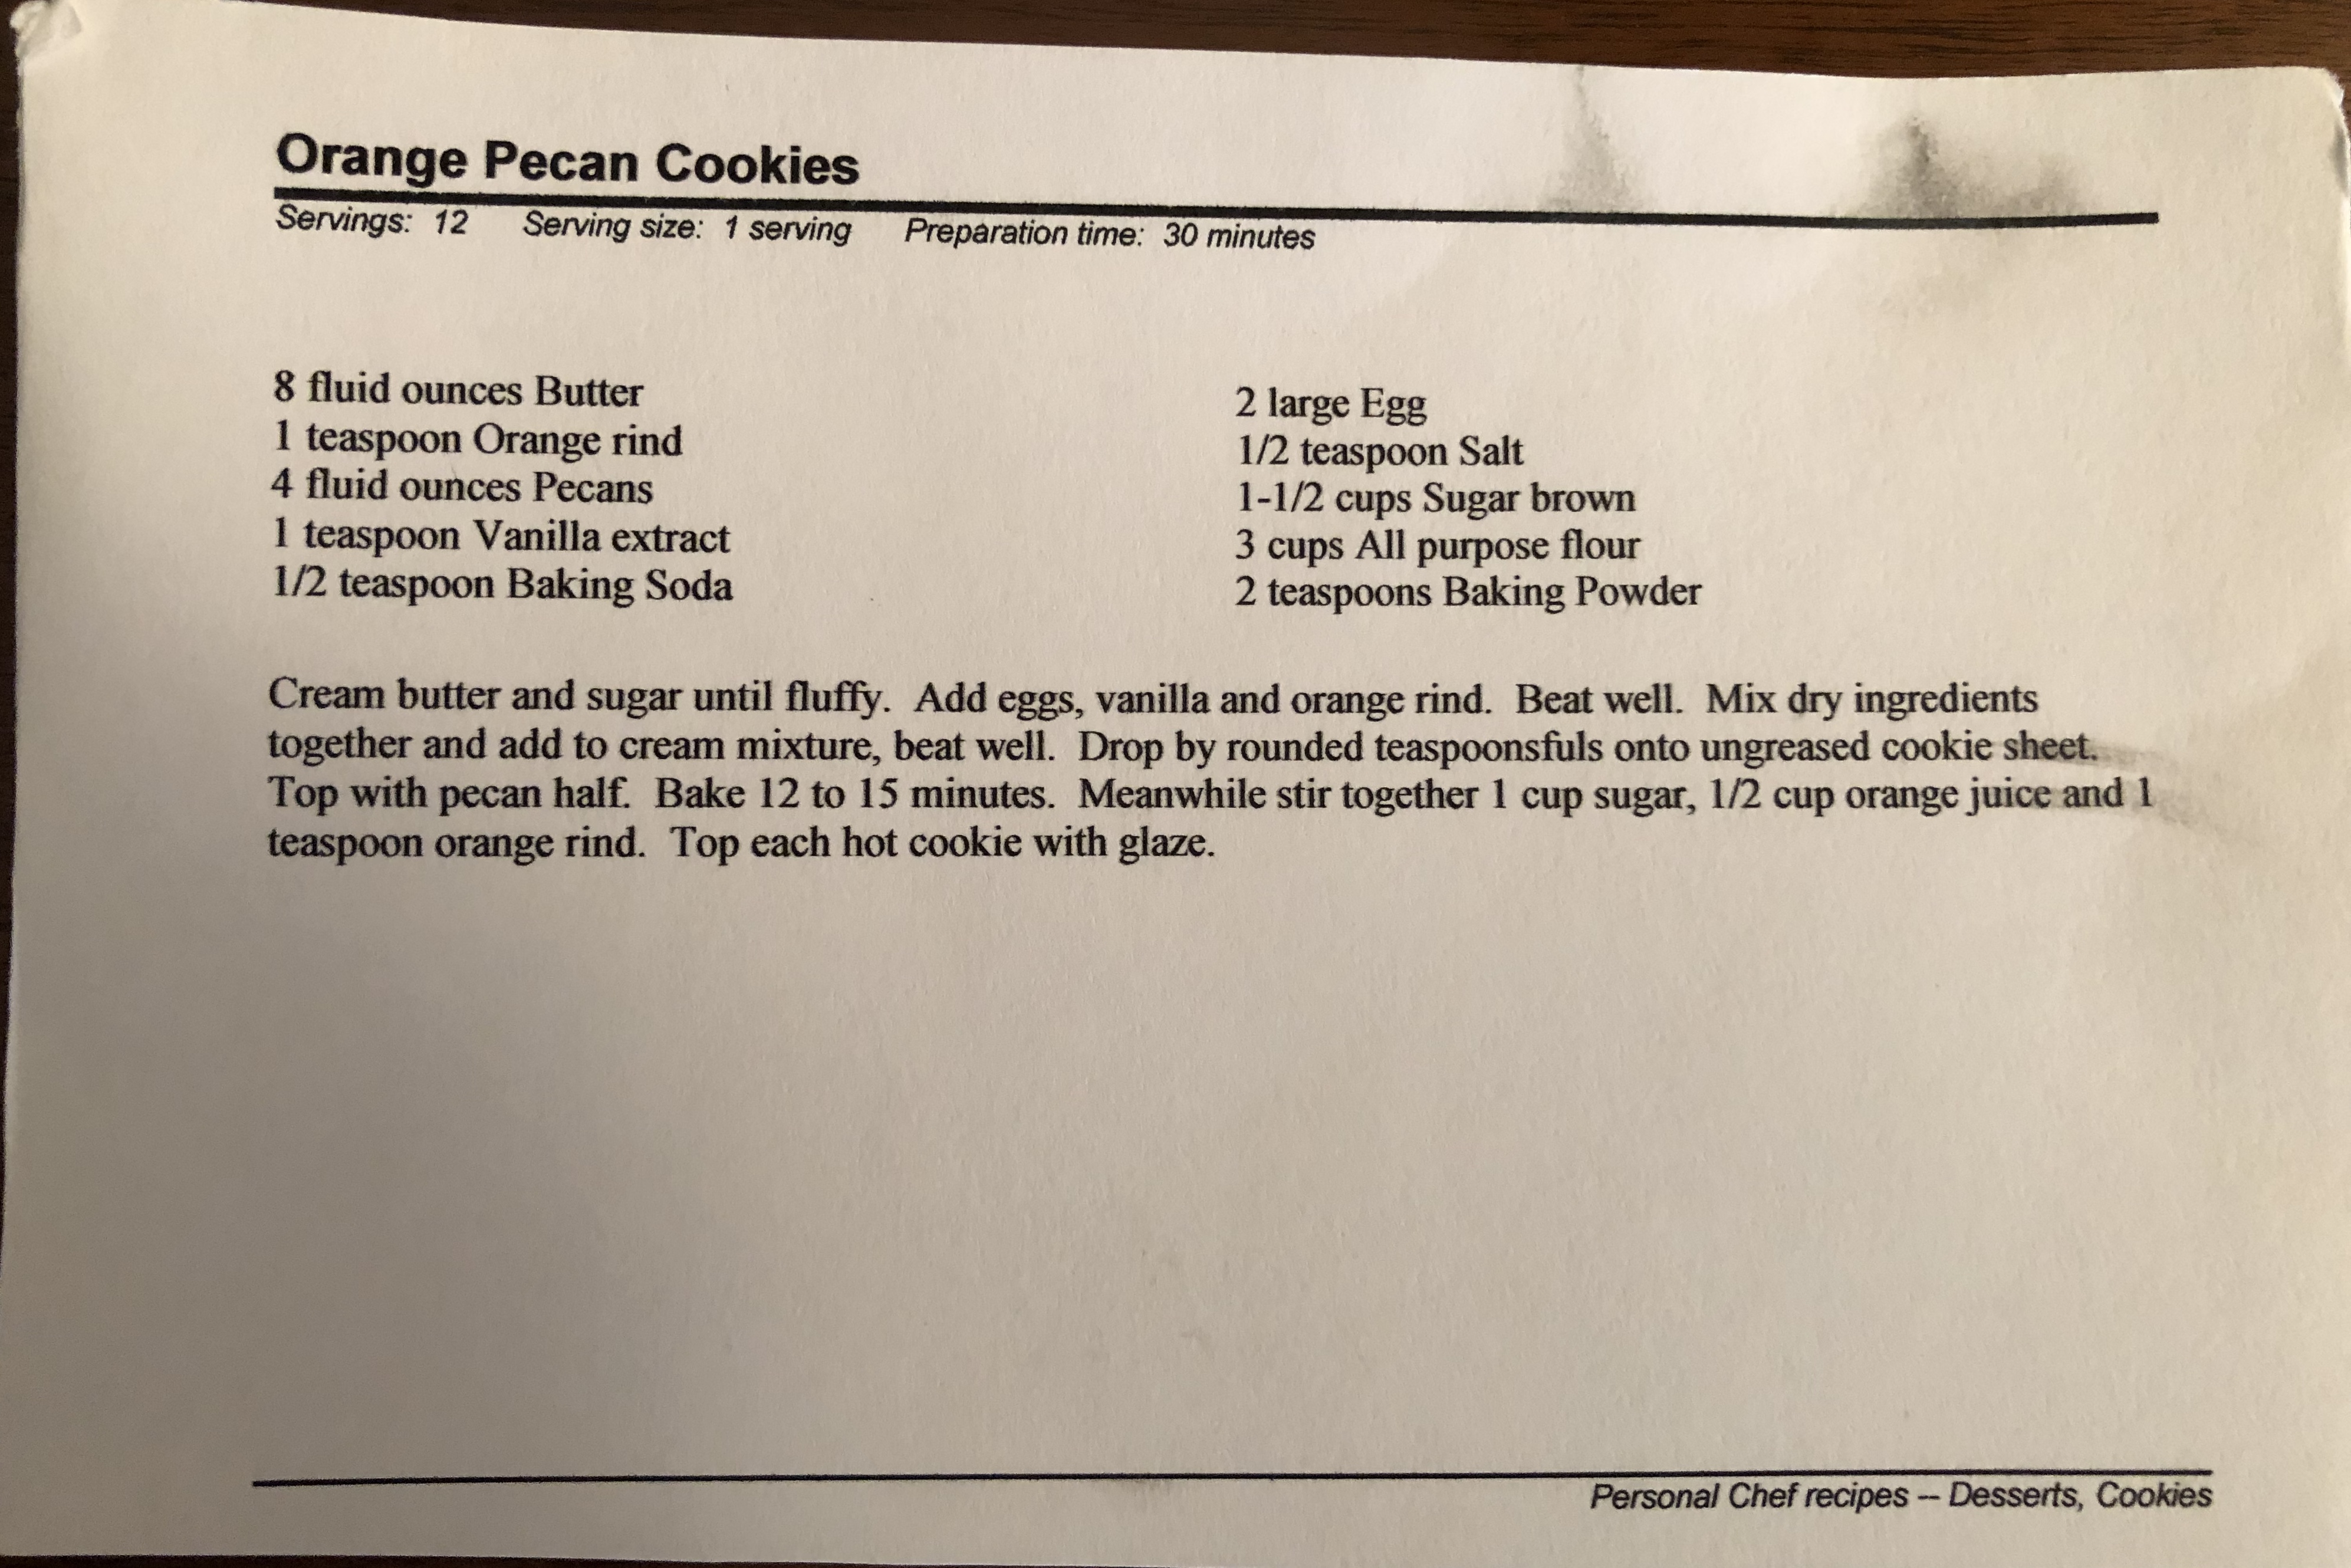 Orange Pecan Cookies
Servings: 12 Serving size: 1 serving Preparation time: 30 minutes
8 fluid ounces Butter
1 teaspoon Orange rind
4 fluid ounces Pecans
1 teaspoon Vanilla extract
1/2 teaspoon Baking Soda
2 large Egg
1/2 teaspoon Salt
1-1/2 cups Sugar brown
3 cups All purpose flour
2 teaspoons Baking Powder
Cream butter and sugar until fluffy. Add eggs, vanilla and orange rind. Beat well. Mix dry ingredients
together and add to cream mixture, beat well. Drop by rounded teaspoonsfuls onto ungreased cookie sheet.
Top with pecan half. Bake 12 to 15 minutes. Meanwhile stir together 1 cup sugar, 1/2 cup orange juice and 1
teaspoon orange rind. Top each hot cookie with glaze.
Personal Chef recipes -- Desserts, Cookies